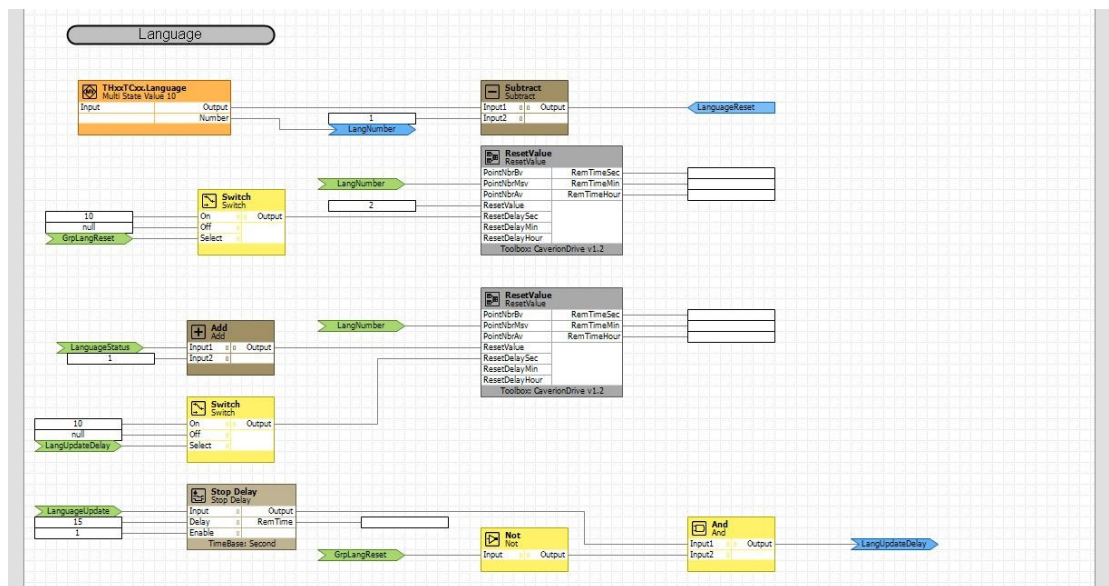 Language
THxxTCxx.Language
Multi State Value 10
Input Output
Number
LangNumber
Subtract
Subtract
Input1 Output
1 Input2
LanguageReset
ResetValue
ResetValue
PointNbrBv RemTimeSec
LangNumber PointNbrMsv RemTimeMin
PointNbrAv RemTimeHour
2 ResetValue
ResetDelaySec
ResetDelayMin
ResetDelayHour
Toolbox: CaverionDrive v1.2
Switch
Switch
10 On Output
null Off
GrpLangReset Select
ResetValue
ResetValue
PointNbrBv RemTimeSec
LangNumber PointNbrMsv RemTimeMin
PointNbrAv RemTimeHour
ResetValue
ResetDelaySec
ResetDelayMin
ResetDelayHour
Toolbox: CaverionDrive v1.2
Add
Add
LanguageStatus Input1 Output
1 Input2
Switch
Switch
10 On Output
null Off
LangUpdateDelay Select
Stop Delay
Stop Delay
LanguageUpdate Input Output
15 Delay RemTime
1 Enable
TimeBase: Second
Not
Not
GrpLangReset Input Output
And
And
Input1 Output
Input2
LangUpdateDelay